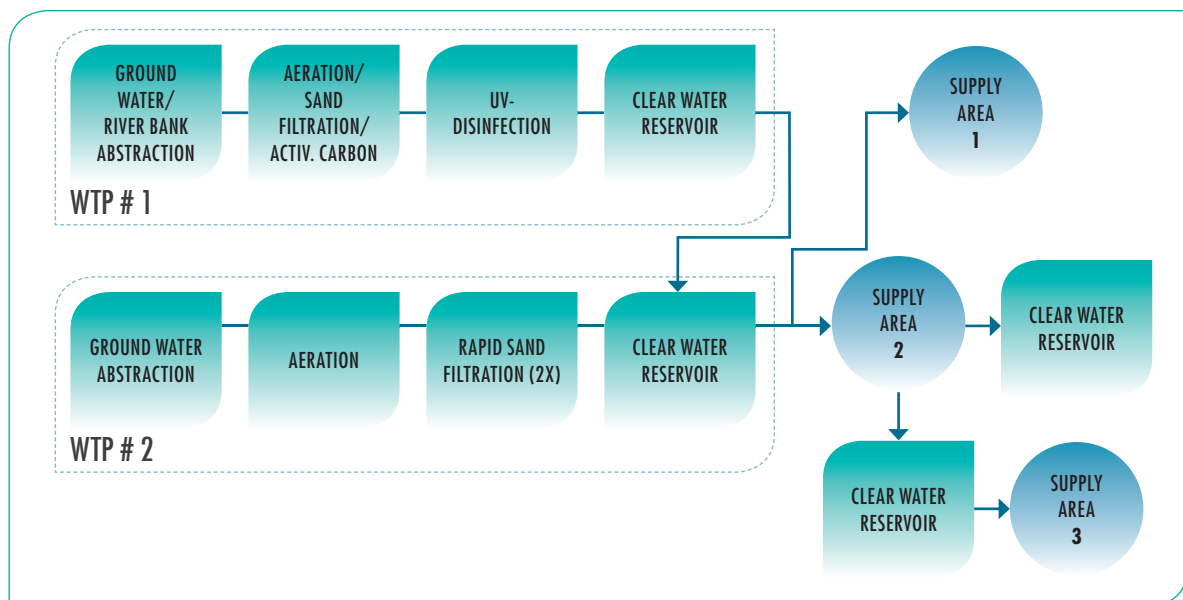 GROUND
WATER/
RIVER BANK
ABSTRACTION
AERATION/
SAND
FILTRATION/
ACTIV. CARBON
UV-
DISINFECTION
CLEAR WATER
RESERVOIR
WTP # 1
SUPPLY
AREA
1
GROUND WATER
ABSTRACTION
AERATION
RAPID SAND
FILTRATION (2X)
CLEAR WATER
RESERVOIR
WTP # 2
SUPPLY
AREA
2
CLEAR WATER
RESERVOIR
CLEAR WATER
RESERVOIR
SUPPLY
AREA
3